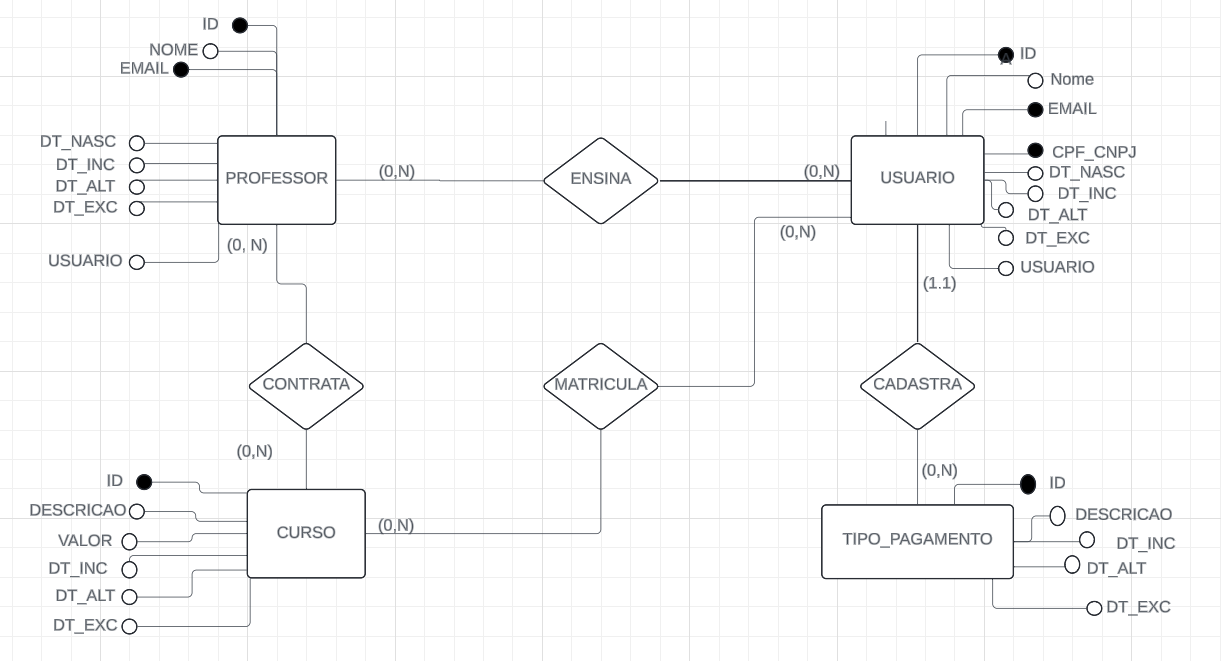 ID
NOME
EMAIL
DT_NASC
DT_INC
DT_ALT
DT_EXC
USUARIO
PROFESSOR
(0,N)
(0, N)
ENSINA
(0,N)
ID
Nome
EMAIL
CPF_CNPJ
DT_NASC
DT_INC
DT_ALT
DT_EXC
USUARIO
USUARIO
(0,N)
(1.1)
CONTRATA
MATRICULA
CADASTRA
(0,N)
(0,N)
ID
DESCRICAO
VALOR
DT_INC
DT_ALT
DT_EXC
CURSO
(0,N)
TIPO_PAGAMENTO
ID
DESCRICAO
DT_INC
DT_ALT
DT_EXC